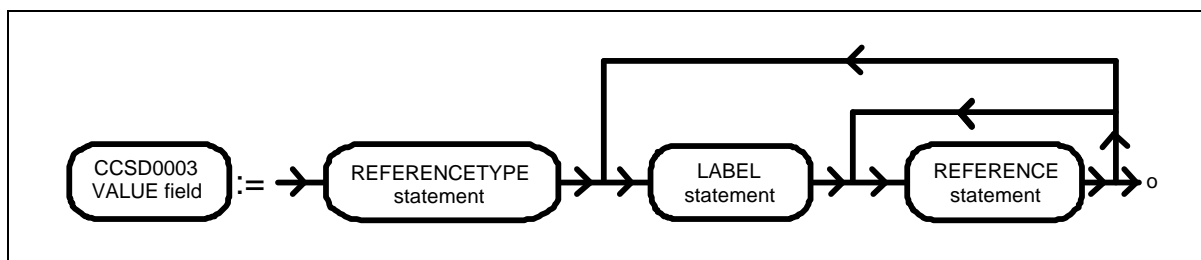 CCSD0003
VALUE field
:=
REFERENCETYPE
statement
LABEL
statement
REFERENCE
statement
o